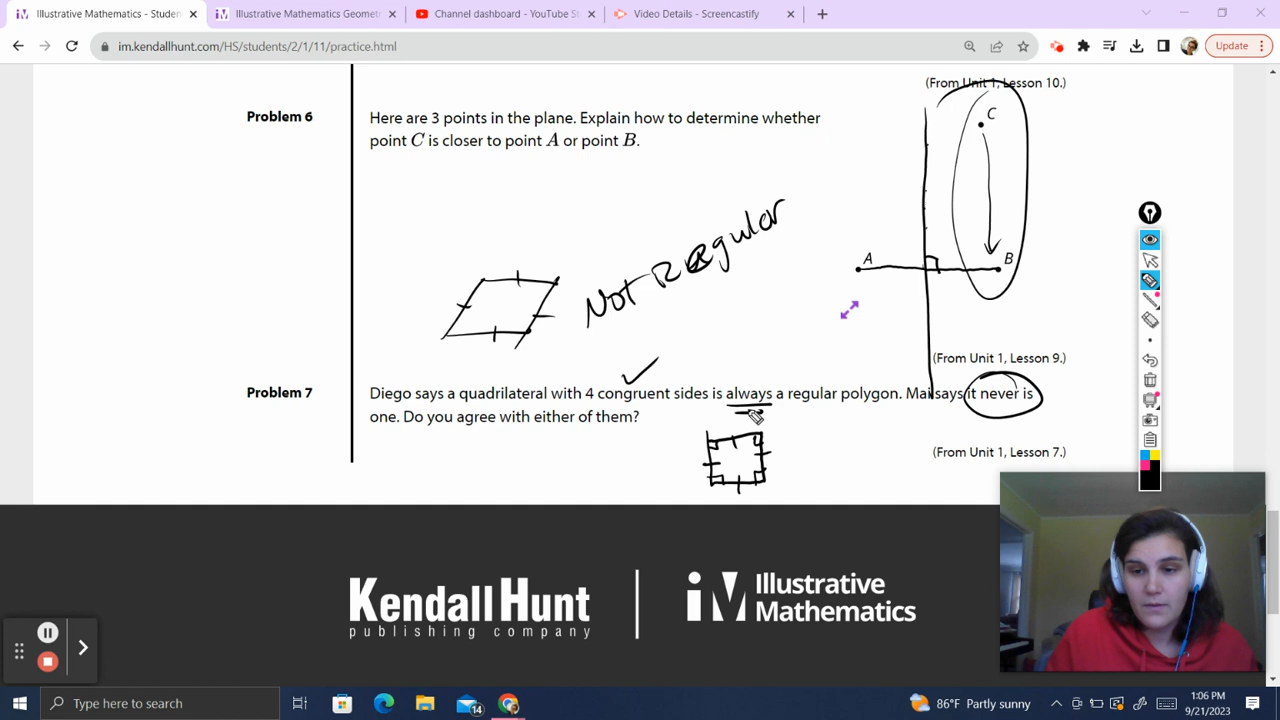 Illustrative Mathematics - Studen
Illustrative Mathematics Geomet
Channel dashboard - YouTube St
Video Details - Screencastify
im.kendallhunt.com/HS/students/2/1/11/practice.html
Update
(From Unit 1, Lesson 10.)
Problem 6
Here are 3 points in the plane. Explain how to determine whether
point C is closer to point A or point B.
C
A
B
Not Regular
(From Unit 1, Lesson 9.)
Problem 7
Diego says a quadrilateral with 4 congruent sides is always a regular polygon. Mai says it never is
one. Do you agree with either of them?
(From Unit 1, Lesson 7.)
Kendall Hunt
publishing company
Illustrative
Mathematics
Type here to search
14
86°F Partly sunny
1:06 PM
9/21/2023